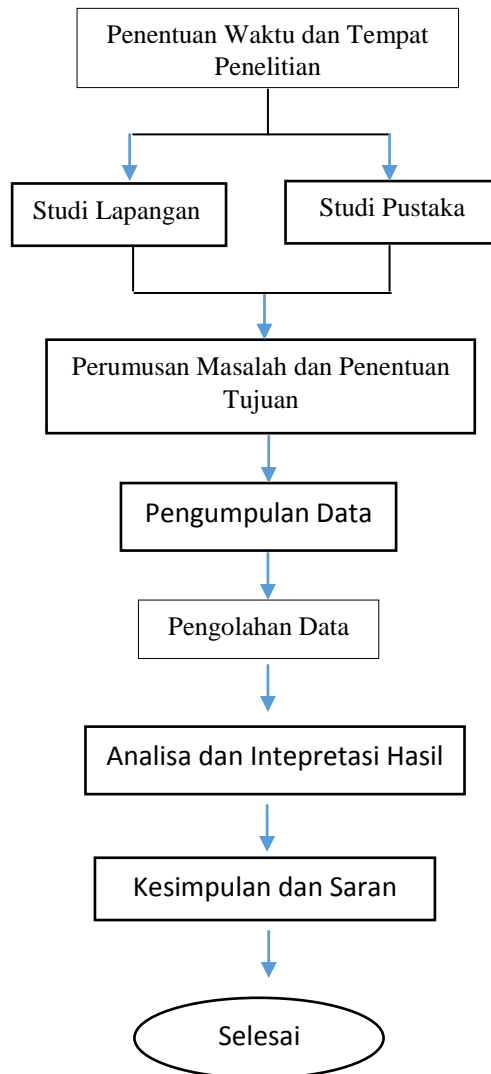 Penentuan Waktu dan Tempat
Penelitian
Studi Lapangan
Studi Pustaka
Perumusan Masalah dan Penentuan
Tujuan
Pengumpulan Data
Pengolahan Data
Analisa dan Intepretasi Hasil
Kesimpulan dan Saran
Selesai